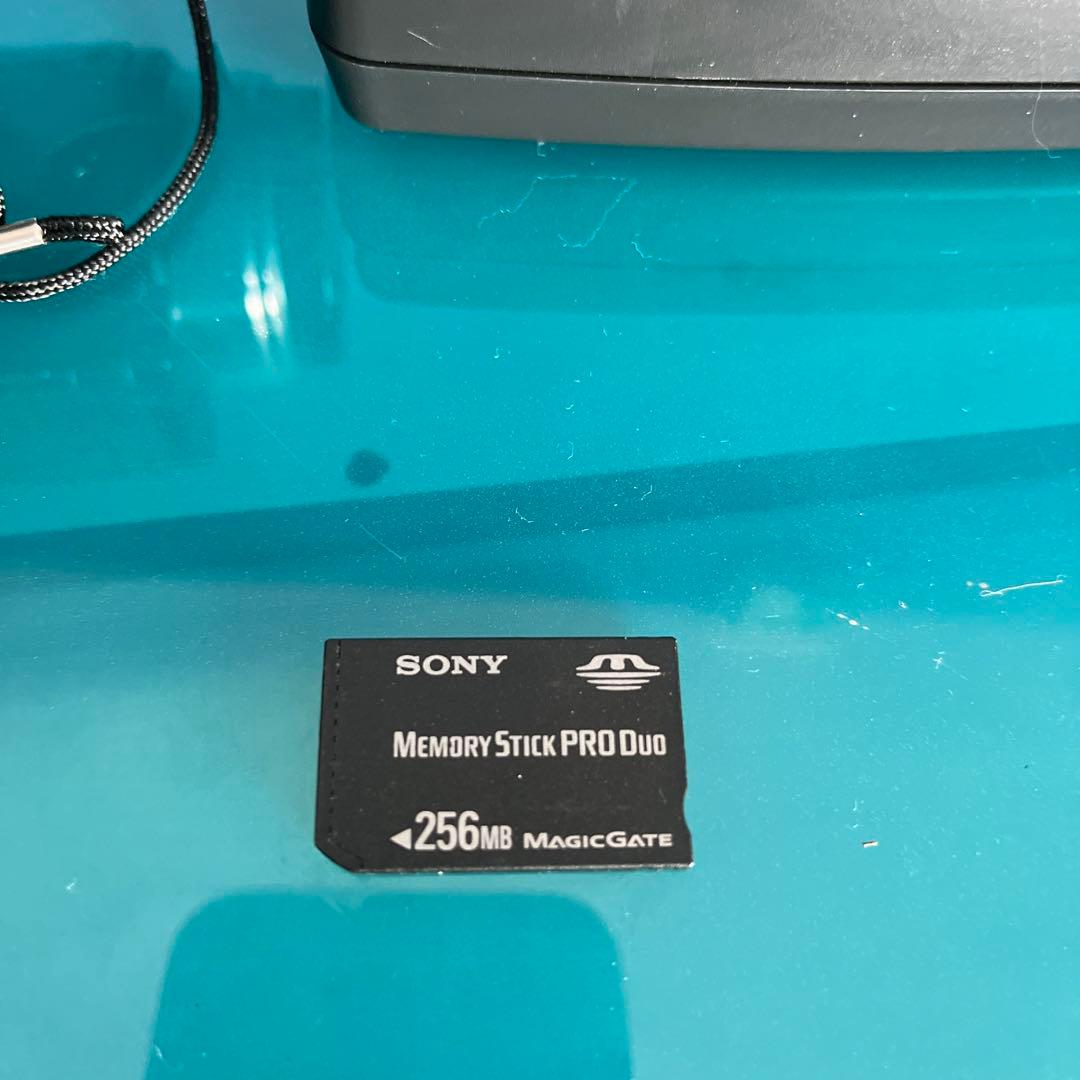 SONY
MEMORY STICK PRO DUO
◀256MB MAGICGATE